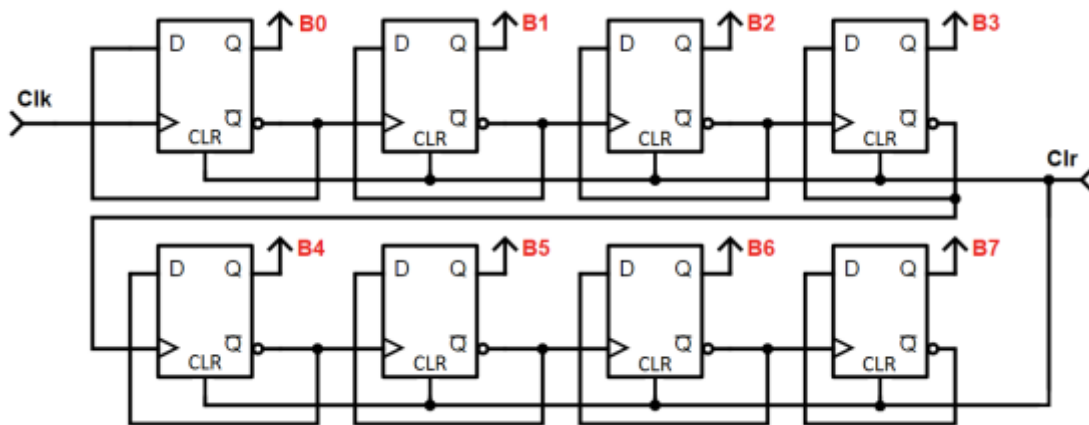 B0 B1 B2 B3
D Q D Q D Q D Q
Clk
Q̅ Q̅ Q̅ Q̅
CLR CLR CLR CLR
Clr
B4 B5 B6 B7
D Q D Q D Q D Q
Q̅ Q̅ Q̅ Q̅
CLR CLR CLR CLR